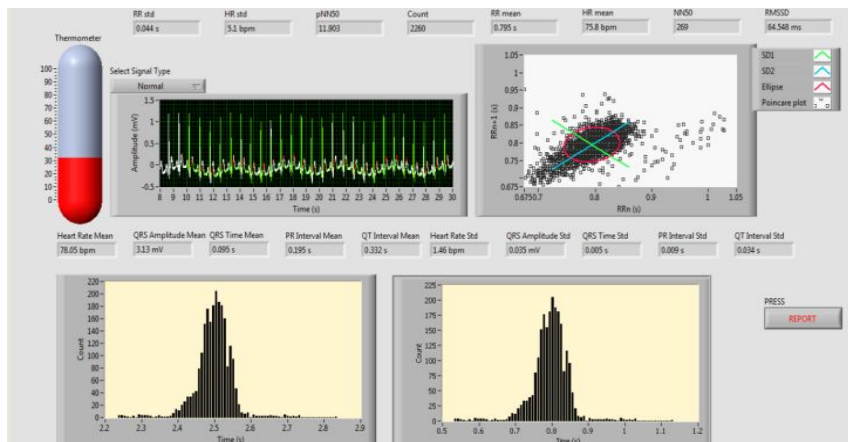 RR std HR std pNN50 Count RR mean HR mean NN50 RMSSD
0.044 s 5.1 bpm 11.903 2260 0.795 s 75.8 bpm 269 64.548 ms
Thermometer
100
90
80
70
60
50
40
30
20
10
0
Select Signal Type
Normal
Amplitude (mV)
1.5
1
0.5
0
-0.5
8 9 10 11 12 13 14 15 16 17 18 19 20 21 22 23 24 25 26 27 28 29 30
Time (s)
RRn+1 (s)
1.05
1
0.95
0.9
0.85
0.8
0.75
0.675
0.675 0.7 0.8 0.9 1 1.05
RRn (s)
SD1
SD2
Ellipse
Poincare plot
Heart Rate Mean QRS Amplitude Mean QRS Time Mean PR Interval Mean QT Interval Mean Heart Rate Std QRS Amplitude Std QRS Time Std PR Interval Std QT Interval Std
78.05 bpm 3.13 mV 0.095 s 0.195 s 0.332 s 1.46 bpm 0.035 mV 0.005 s 0.009 s 0.034 s
Count
220
200
180
160
140
120
100
80
60
40
20
0
2.2 2.3 2.4 2.5 2.6 2.7 2.8 2.9
Time (s)
Count
225
200
175
150
125
100
75
50
25
0
0.5 0.6 0.7 0.8 0.9 1 1.1 1.2
Time (s)
PRESS
REPORT